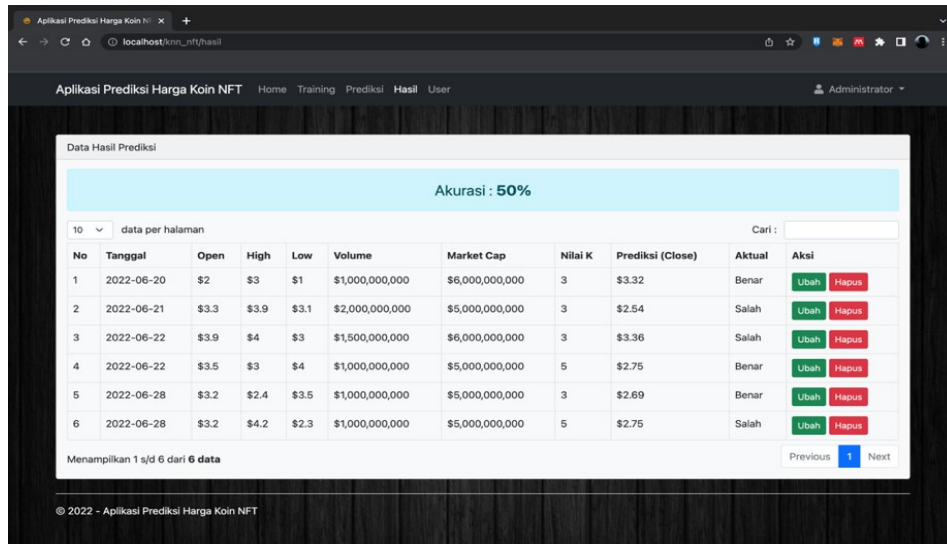 Aplikasi Prediksi Harga Koin NF
localhost/knn_nft/hasil
Aplikasi Prediksi Harga Koin NFT Home Training Prediksi Hasil User Administrator
Data Hasil Prediksi
Akurasi : 50%
10 data per halaman Cari :
No Tanggal Open High Low Volume Market Cap Nilai K Prediksi (Close) Aktual Aksi
1 2022-06-20 $2 $3 $1 $1,000,000,000 $6,000,000,000 3 $3.32 Benar Ubah Hapus
2 2022-06-21 $3.3 $3.9 $3.1 $2,000,000,000 $5,000,000,000 3 $2.54 Salah Ubah Hapus
3 2022-06-22 $3.9 $4 $3 $1,500,000,000 $6,000,000,000 3 $3.36 Salah Ubah Hapus
4 2022-06-22 $3.5 $3 $4 $1,000,000,000 $5,000,000,000 5 $2.75 Benar Ubah Hapus
5 2022-06-28 $3.2 $2.4 $3.5 $1,000,000,000 $5,000,000,000 3 $2.69 Benar Ubah Hapus
6 2022-06-28 $3.2 $4.2 $2.3 $1,000,000,000 $5,000,000,000 5 $2.75 Salah Ubah Hapus
Menampilkan 1 s/d 6 dari 6 data Previous 1 Next
© 2022 - Aplikasi Prediksi Harga Koin NFT